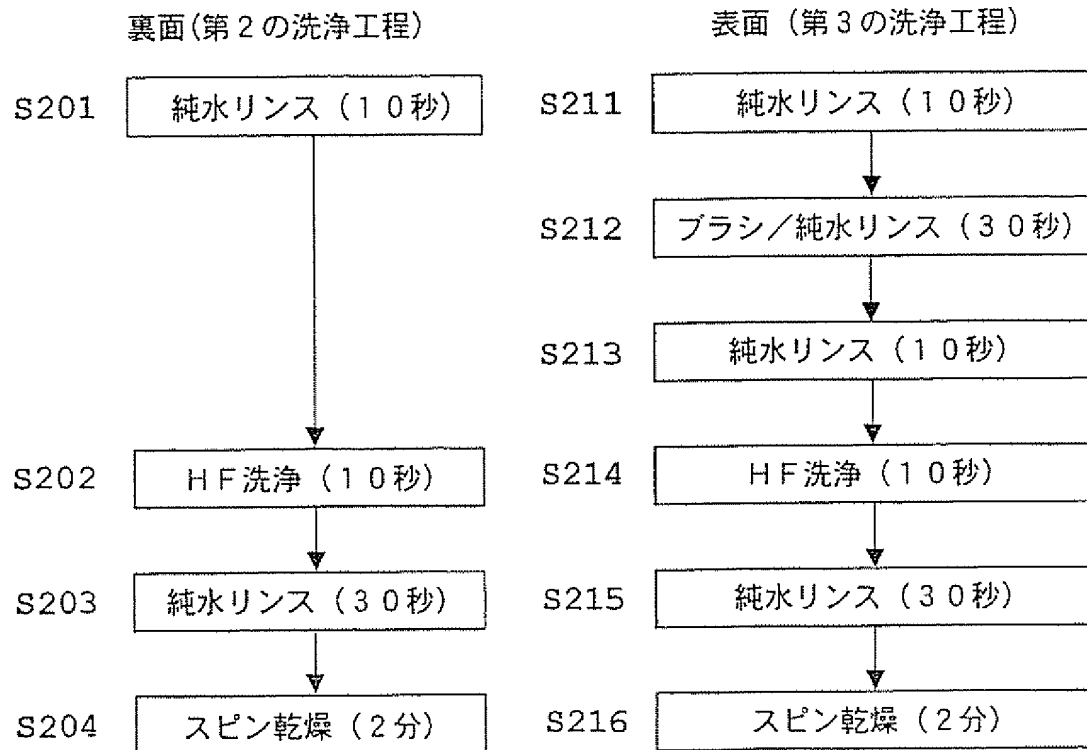 裏面(第2の洗浄工程)
S201 純水リンス(10秒)
S202 HF洗浄(10秒)
S203 純水リンス(30秒)
S204 スピン乾燥(2分)
表面(第3の洗浄工程)
S211 純水リンス(10秒)
S212 ブラシ/純水リンス(30秒)
S213 純水リンス(10秒)
S214 HF洗浄(10秒)
S215 純水リンス(30秒)
S216 スピン乾燥(2分)